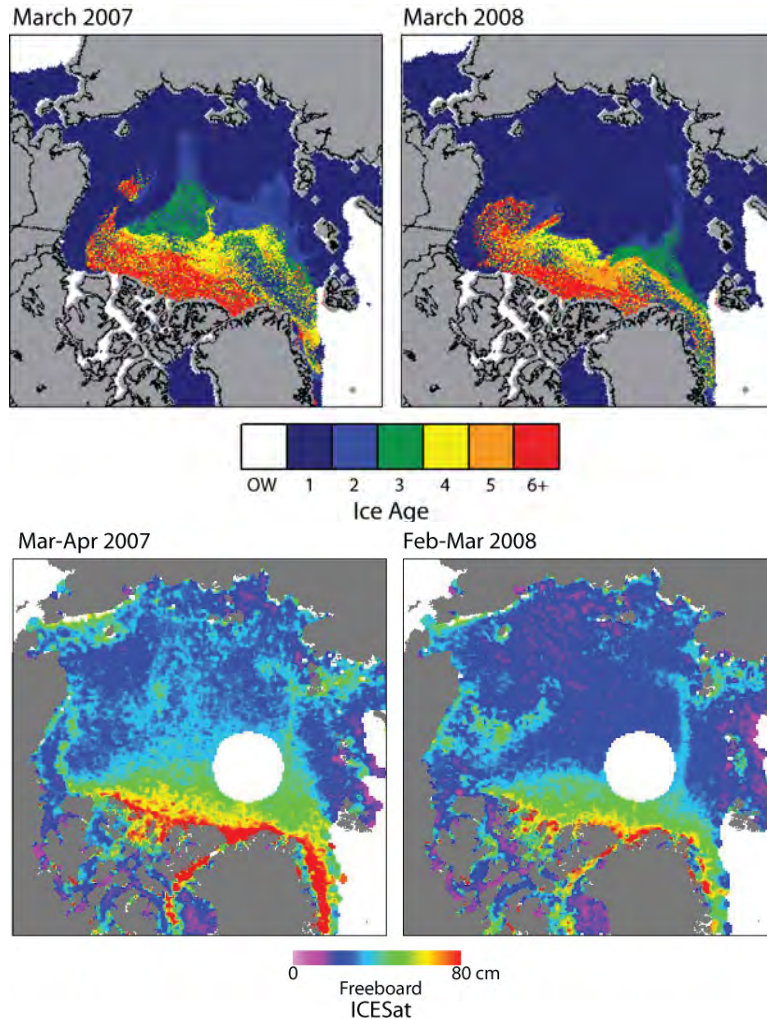 March 2007
March 2008
OW 1 2 3 4 5 6+
Ice Age
Mar-Apr 2007
Feb-Mar 2008
0 80 cm
Freeboard
ICESat